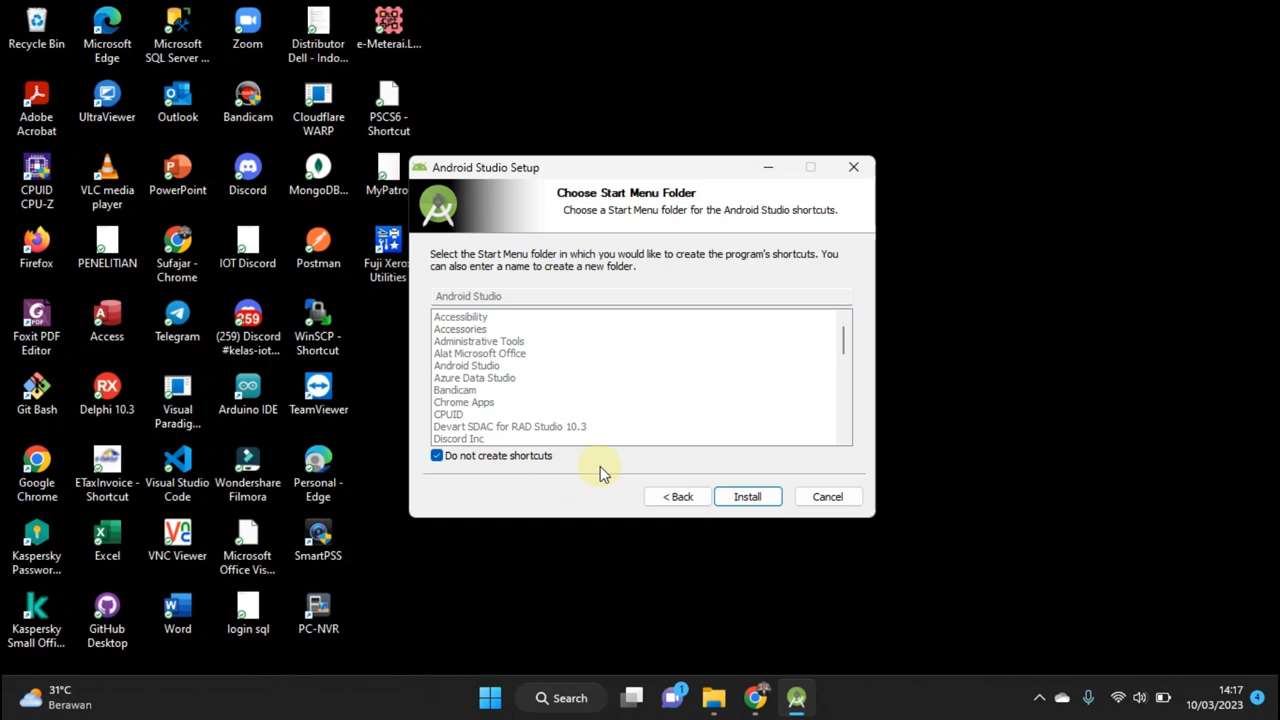 Recycle Bin
Microsoft
Edge
Microsoft
SQL Server ...
Zoom
Distributor
Dell - Indo...
e-Meterai.L...
Adobe
Acrobat
UltraViewer
Outlook
Bandicam
Cloudflare
WARP
PSCS6 -
Shortcut
CPUID
CPU-Z
VLC media
player
PowerPoint
Discord
MongoDB...
MyPatro
Firefox
PENELITIAN
Sufajar -
Chrome
IOT Discord
Postman
Fuji Xero
Utilities
Foxit PDF
Editor
Access
Telegram
(259) Discord
#kelas-iot...
WinSCP -
Shortcut
Git Bash
Delphi 10.3
Visual
Paradig...
Arduino IDE
TeamViewer
Google
Chrome
ETaxInvoice -
Shortcut
Visual Studio
Code
Wondershare
Filmora
Personal -
Edge
Kaspersky
Passwor...
Excel
VNC Viewer
Microsoft
Office Vis...
SmartPSS
Kaspersky
Small Offi...
GitHub
Desktop
Word
login sql
PC-NVR
Android Studio Setup
Choose Start Menu Folder
Choose a Start Menu folder for the Android Studio shortcuts.
Select the Start Menu folder in which you would like to create the program's shortcuts. You
can also enter a name to create a new folder.
Android Studio
Accessibility
Accessories
Administrative Tools
Alat Microsoft Office
Android Studio
Azure Data Studio
Bandicam
Chrome Apps
CPUID
Devart SDAC for RAD Studio 10.3
Discord Inc
Do not create shortcuts
< Back
Install
Cancel
31°C
Berawan
Search
1
14:17
10/03/2023
4